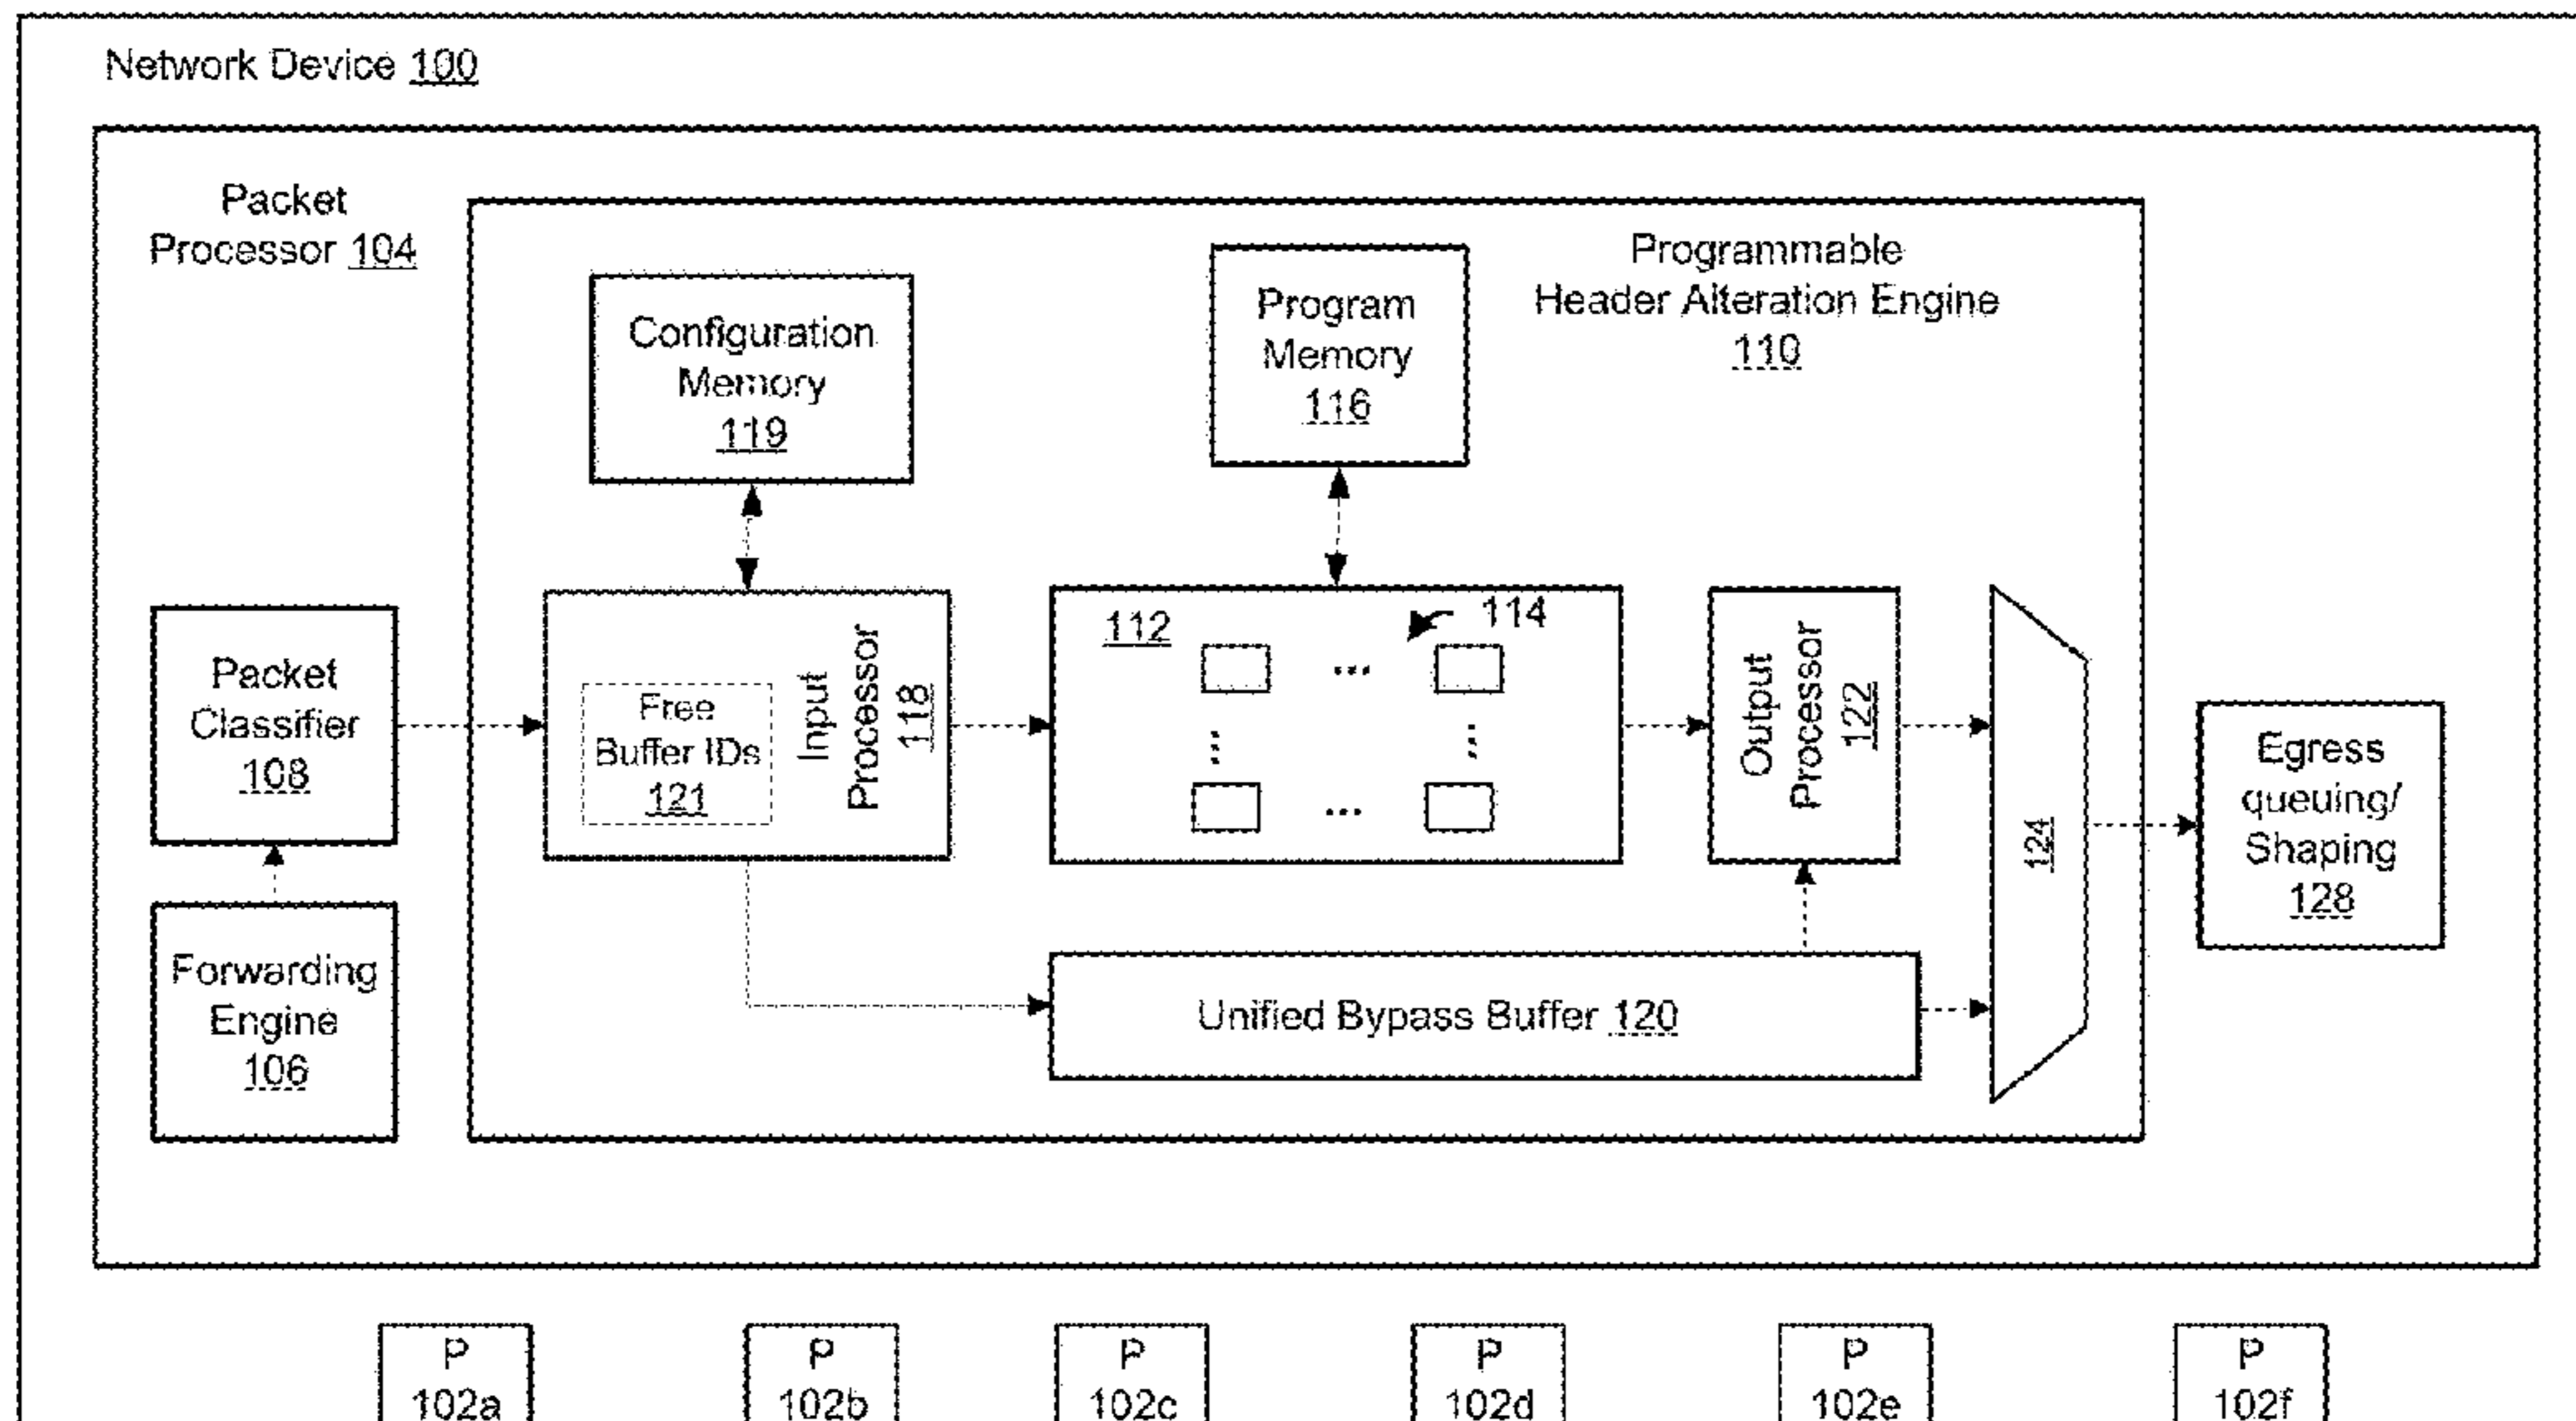 Network Device 100
Packet
Processor 104
Programmable
Header Alteration Engine
110
Configuration
Memory
119
Program
Memory
116
Packet
Classifier
108
Free
Buffer IDs
121
Input
Processor
118
112
114
...
...
...
...
Output
Processor
122
124
Egress
queuing/
Shaping
128
Forwarding
Engine
106
Unified Bypass Buffer 120
P
102a
P
102b
P
102c
P
102d
P
102e
P
102f